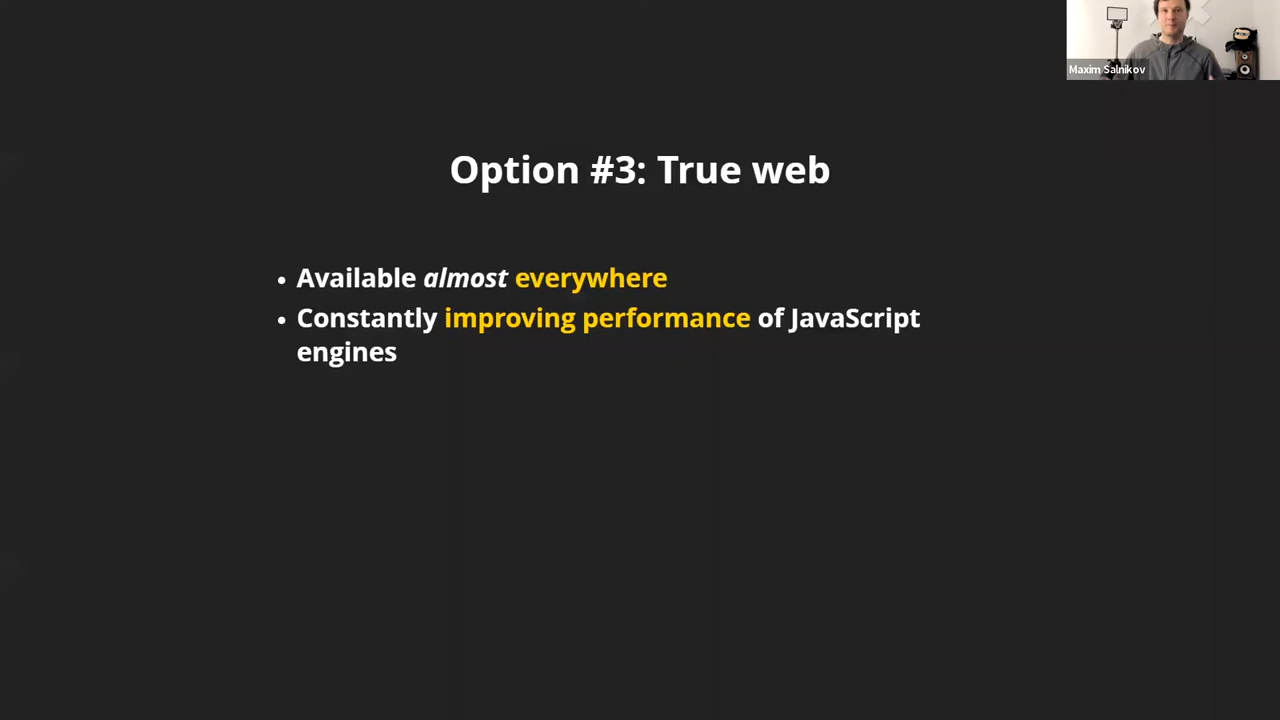 Maxim Salnikov
Option #3: True web
• Available almost everywhere
• Constantly improving performance of JavaScript
engines